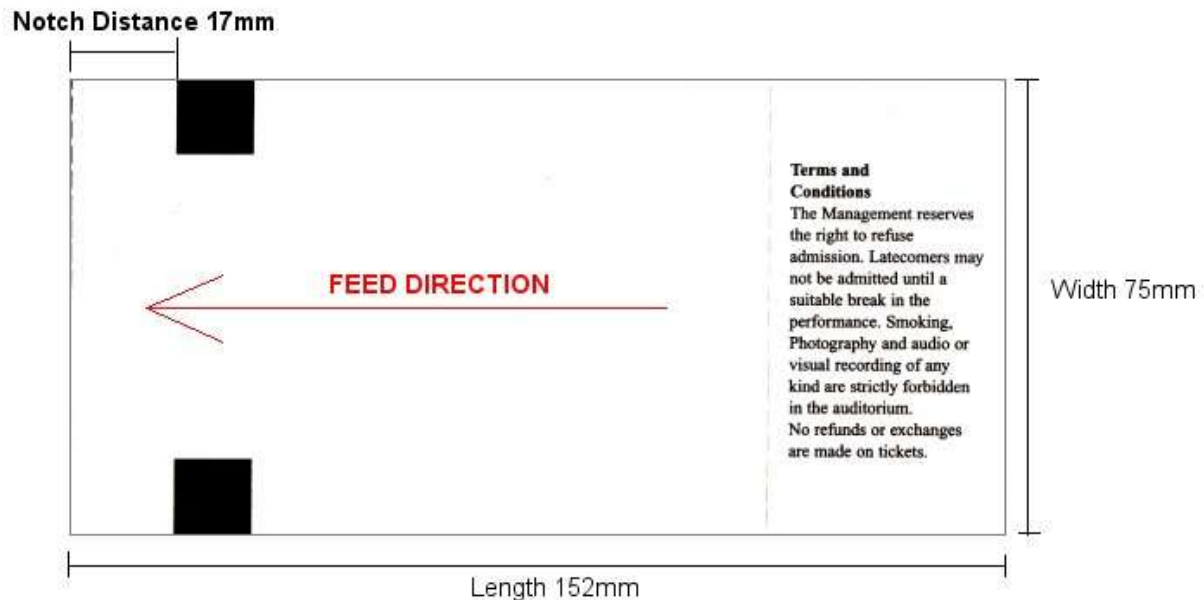 Notch Distance 17mm
Terms and
Conditions
The Management reserves
the right to refuse
admission. Latecomers may
not be admitted until a
suitable break in the
performance. Smoking,
Photography and audio or
visual recording of any
kind are strictly forbidden
in the auditorium.
No refunds or exchanges
are made on tickets.
FEED DIRECTION
Width 75mm
Length 152mm